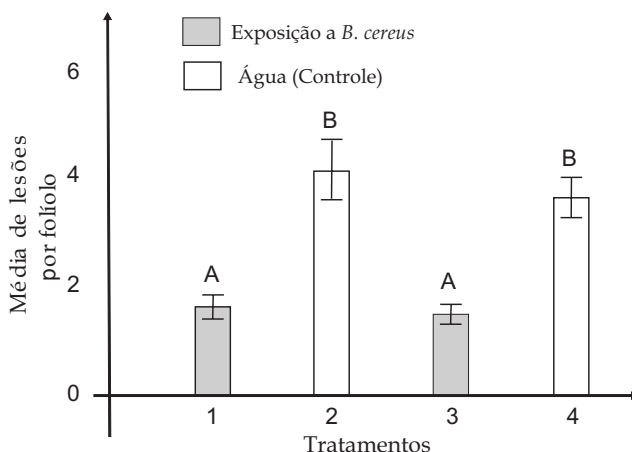 Exposição a B. cereus
Água (Controle)
6
4
2
0
Média de lesões
por folíolo
A
B
A
B
1 2 3 4
Tratamentos